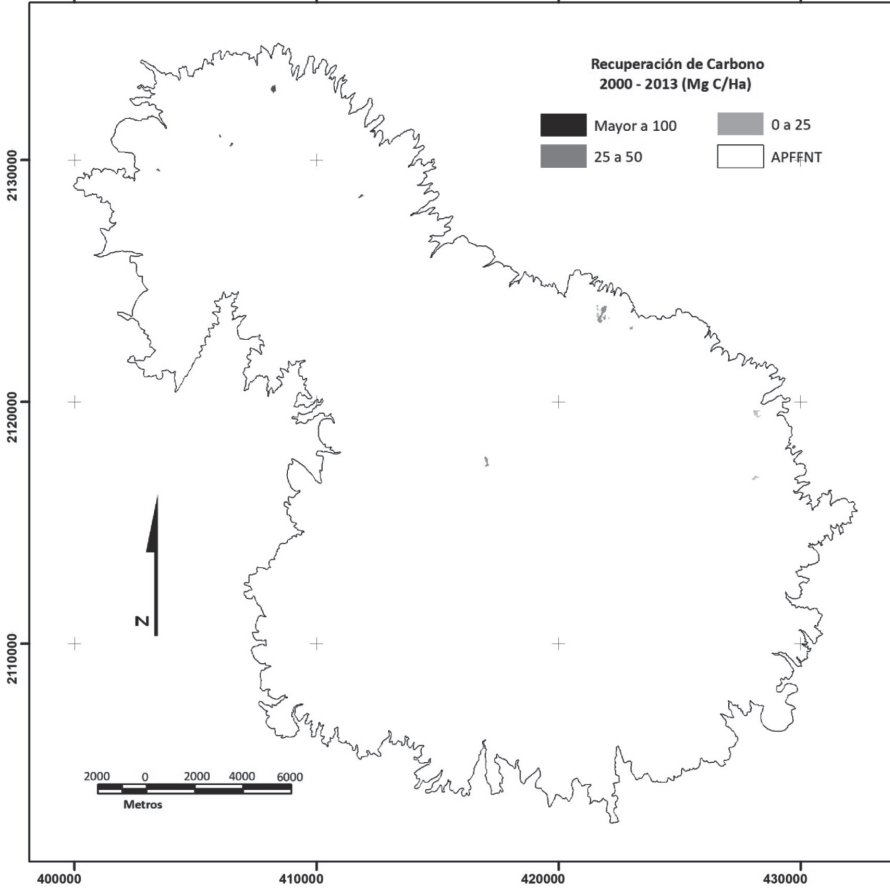 Recuperación de Carbono
2000 - 2013 (Mg C/Ha)
Mayor a 100
0 a 25
25 a 50
APFFNT
2130000
2120000
2110000
N
2000 0 2000 4000 6000
Metros
400000 410000 420000 430000